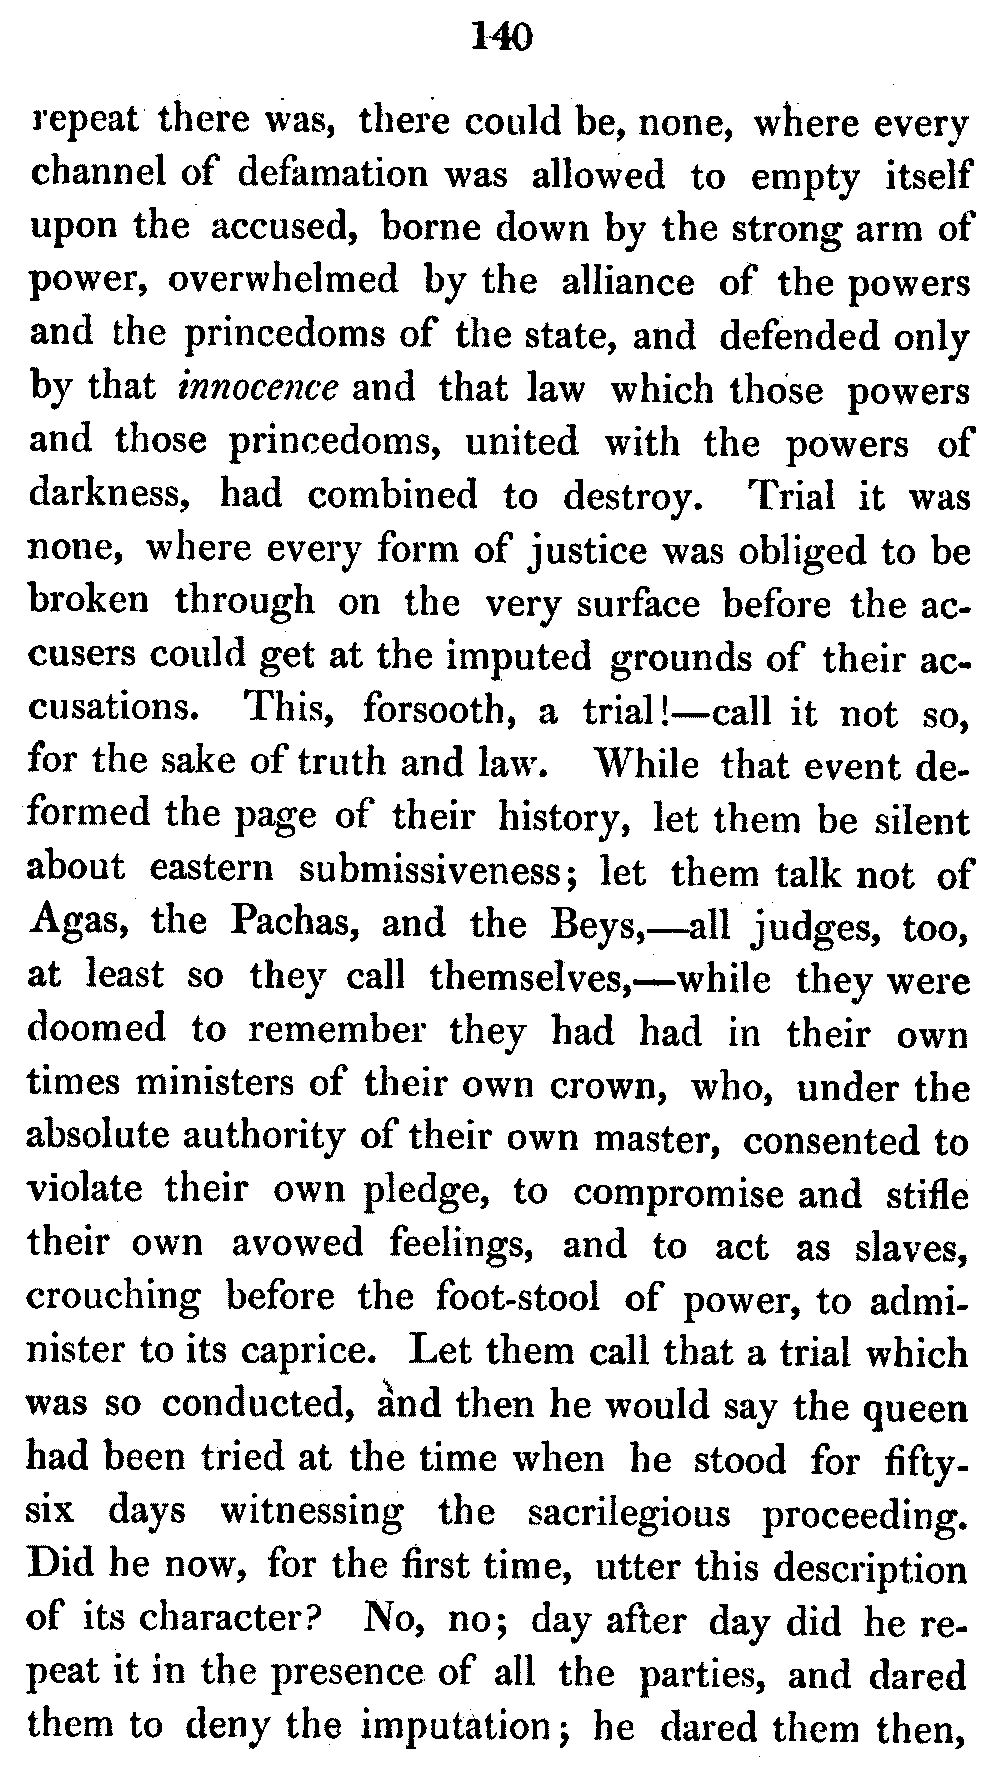 140
repeat there was, there could be, none, where every
channel of defamation was allowed to empty itself
upon the accused, borne down by the strong arm of
power, overwhelmed by the alliance of the powers
and the princedoms of the state, and defended only
by that innocence and that law which those powers
and those princedoms, united with the powers of
darkness, had combined to destroy. Trial it was
none, where every form of justice was obliged to be
broken through on the very surface before the ac-
cusers could get at the imputed grounds of their ac-
cusations. This, forsooth, a trial!—call it not so,
for the sake of truth and law. While that event de-
formed the page of their history, let them be silent
about eastern submissiveness; let them talk not of
Agas, the Pachas, and the Beys,—all judges, too,
at least so they call themselves,—while they were
doomed to remember they had had in their own
times ministers of their own crown, who, under the
absolute authority of their own master, consented to
violate their own pledge, to compromise and stifle
their own avowed feelings, and to act as slaves,
crouching before the foot-stool of power, to admi-
nister to its caprice. Let them call that a trial which
was so conducted, and then he would say the queen
had been tried at the time when he stood for fifty-
six days witnessing the sacrilegious proceeding.
Did he now, for the first time, utter this description
of its character? No, no; day after day did he re-
peat it in the presence of all the parties, and dared
them to deny the imputation; he dared them then,